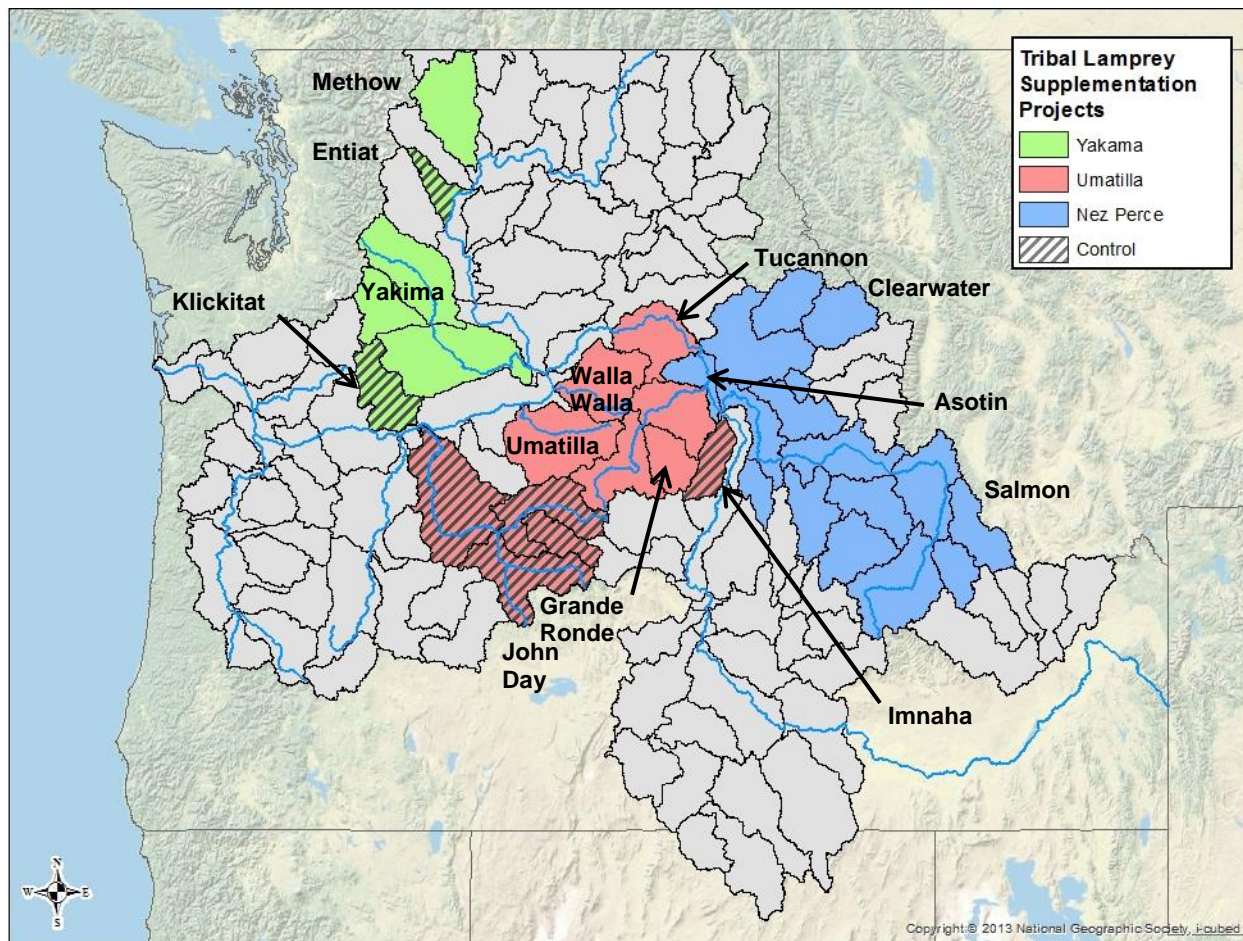 Methow
Entiat
Klickitat
Yakima
Tucannon
Clearwater
Walla
Walla
Asotin
Umatilla
Salmon
Grande
Ronde
John
Day
Imnaha
Tribal Lamprey
Supplementation
Projects
Yakama
Umatilla
Nez Perce
Control
N
W
E
S
Copyright:© 2013 National Geographic Society, i-cubed